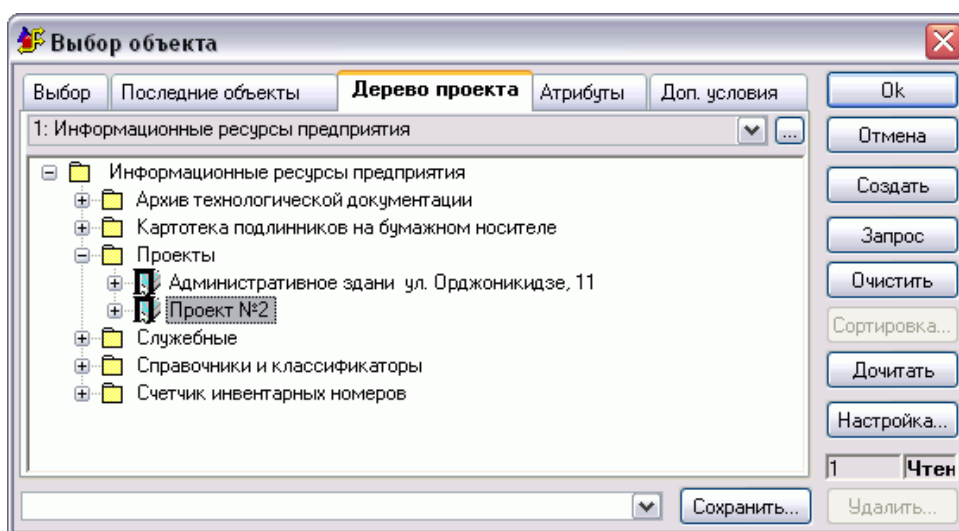 Выбор объекта
Выбор Последние объекты Дерево проекта Атрибуты Доп. условия
1: Информационные ресурсы предприятия ...
Информационные ресурсы предприятия
Архив технологической документации
Картотека подлинников на бумажном носителе
Проекты
Административное здани ул. Орджоникидзе, 11
Проект №2
Служебные
Справочники и классификаторы
Счетчик инвентарных номеров
Ok
Отмена
Создать
Запрос
Очистить
Сортировка...
Дочитать
Настройка...
1 Чтен
Сохранить... Удалить...